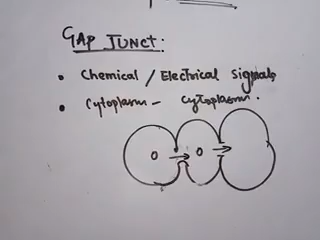 GAP JUNCT:
• Chemical / Electrical Signals
• Cytoplasm - Cytoplasm.